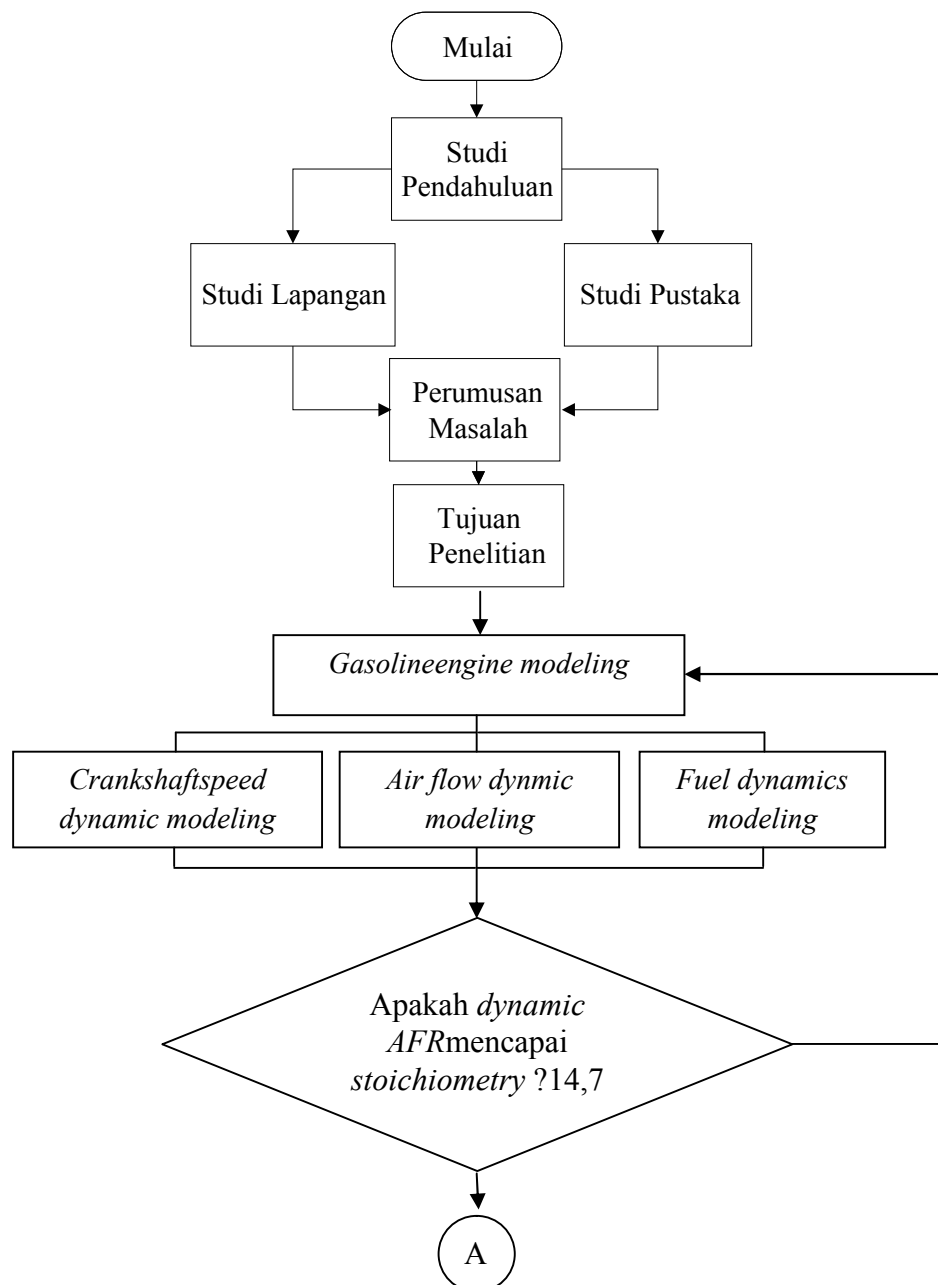 Mulai
Studi
Pendahuluan
Studi Lapangan
Studi Pustaka
Perumusan
Masalah
Tujuan
Penelitian
Gasolineengine modeling
Crankshaftspeed
dynamic modeling
Air flow dynmic
modeling
Fuel dynamics
modeling
Apakah dynamic
AFRmencapai
stoichiometry ?14,7
A